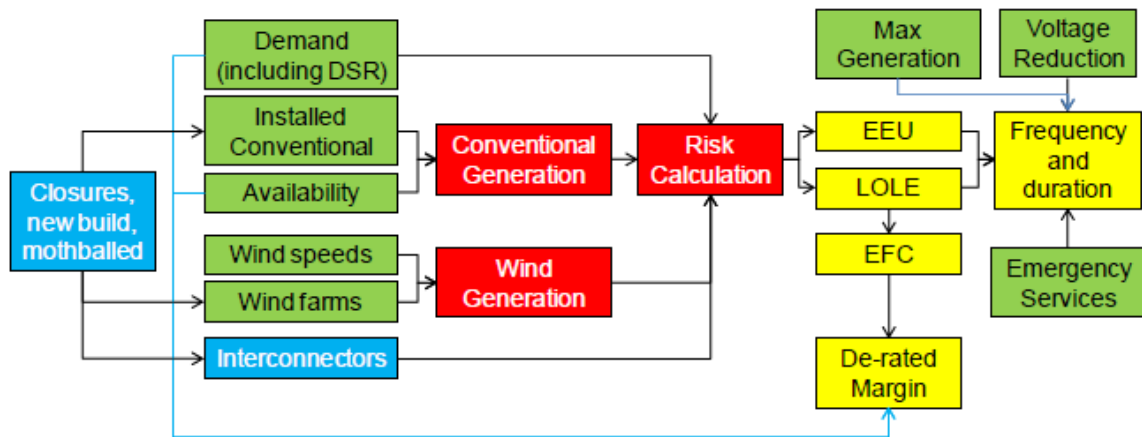 Closures,
new build,
mothballed
Demand
(including DSR)
Installed
Conventional
Availability
Wind speeds
Wind farms
Interconnectors
Conventional
Generation
Wind
Generation
Risk
Calculation
Max
Generation
Voltage
Reduction
EEU
LOLE
EFC
De-rated
Margin
Frequency
and
duration
Emergency
Services